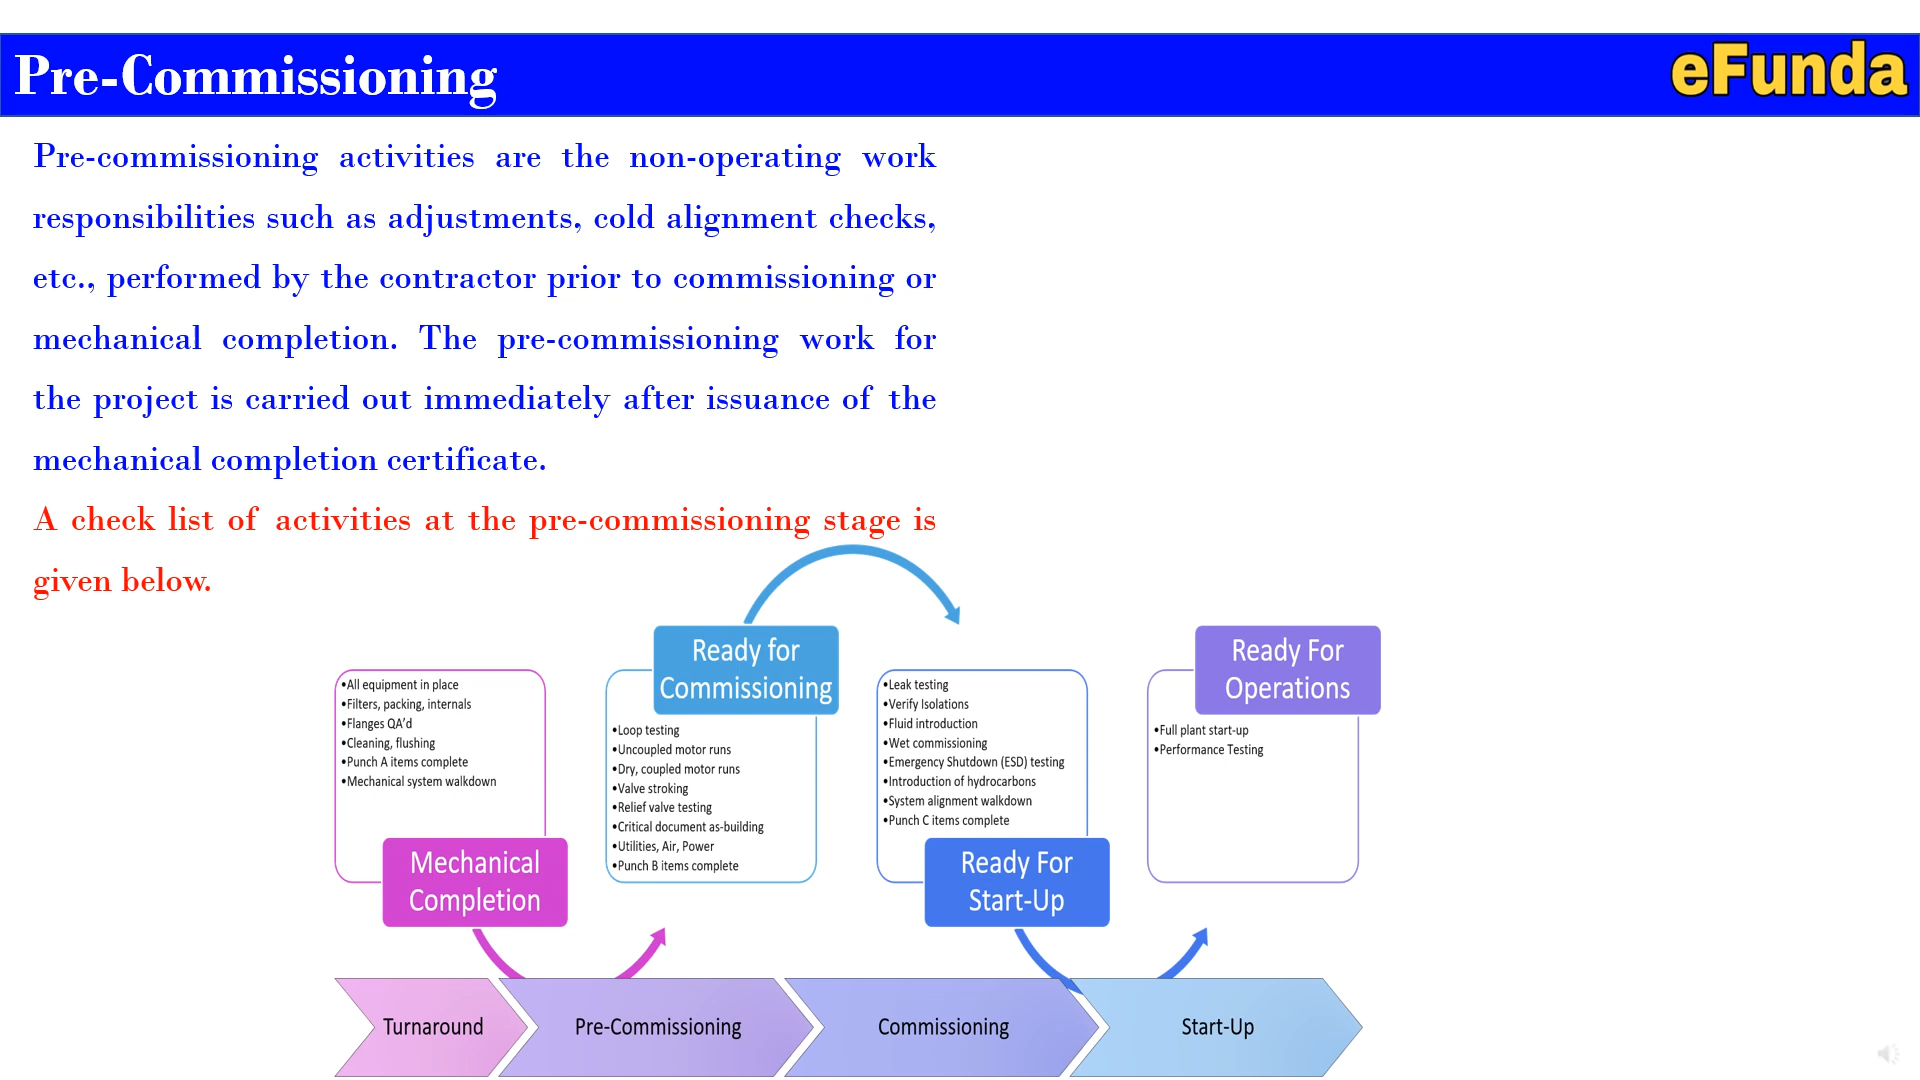 Pre-Commissioning
eFunda
Pre-commissioning activities are the non-operating work
responsibilities such as adjustments, cold alignment checks,
etc., performed by the contractor prior to commissioning or
mechanical completion. The pre-commissioning work for
the project is carried out immediately after issuance of the
mechanical completion certificate.
A check list of activities at the pre-commissioning stage is
given below.
•All equipment in place
•Filters, packing, internals
•Flanges QA'd
•Cleaning, flushing
•Punch A items complete
•Mechanical system walkdown
Mechanical
Completion
Ready for
Commissioning
•Loop testing
•Uncoupled motor runs
•Dry, coupled motor runs
•Valve stroking
•Relief valve testing
•Critical document as-building
•Utilities, Air, Power
•Punch B items complete
•Leak testing
•Verify Isolations
•Fluid introduction
•Wet commissioning
•Emergency Shutdown (ESD) testing
•Introduction of hydrocarbons
•System alignment walkdown
•Punch C items complete
Ready For
Start-Up
Ready For
Operations
•Full plant start-up
•Performance Testing
Turnaround
Pre-Commissioning
Commissioning
Start-Up